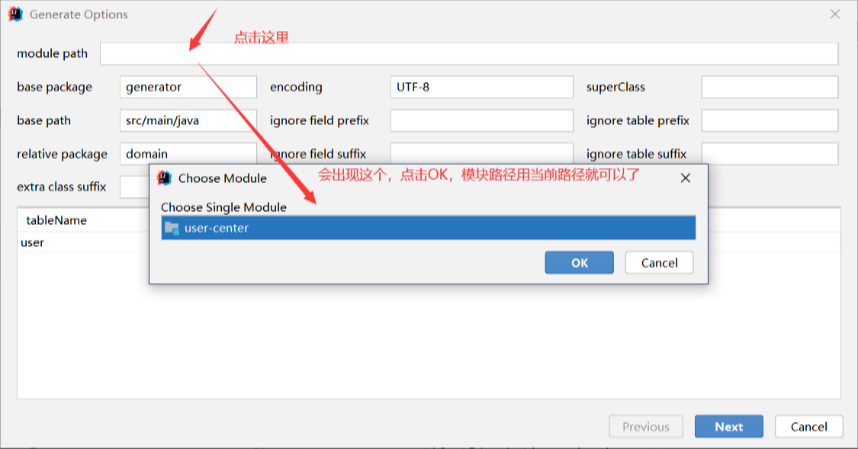 Generate Options
点击这里
module path
base package generator encoding UTF-8 superClass
base path src/main/java ignore field prefix ignore table prefix
relative package domain ignore field suffix ignore table suffix
extra class suffix
Choose Module
会出现这个，点击OK，模块路径用当前路径就可以了
Choose Single Module
user-center
OK Cancel
tableName
user
Previous Next Cancel